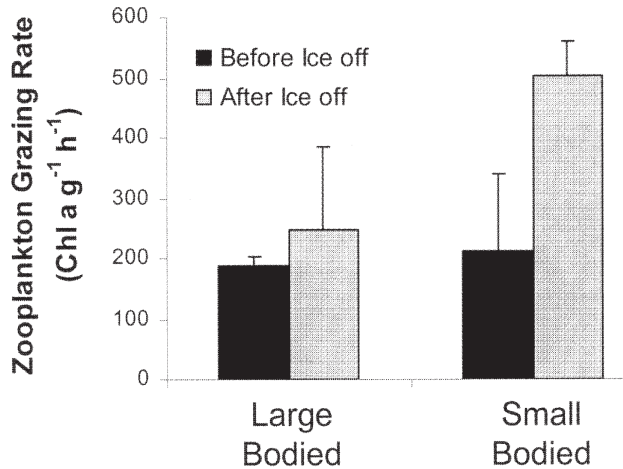 Zooplankton Grazing Rate
(Chl a g⁻¹ h⁻¹)
600
500
400
300
200
100
0
Before Ice off
After Ice off
Large
Bodied
Small
Bodied